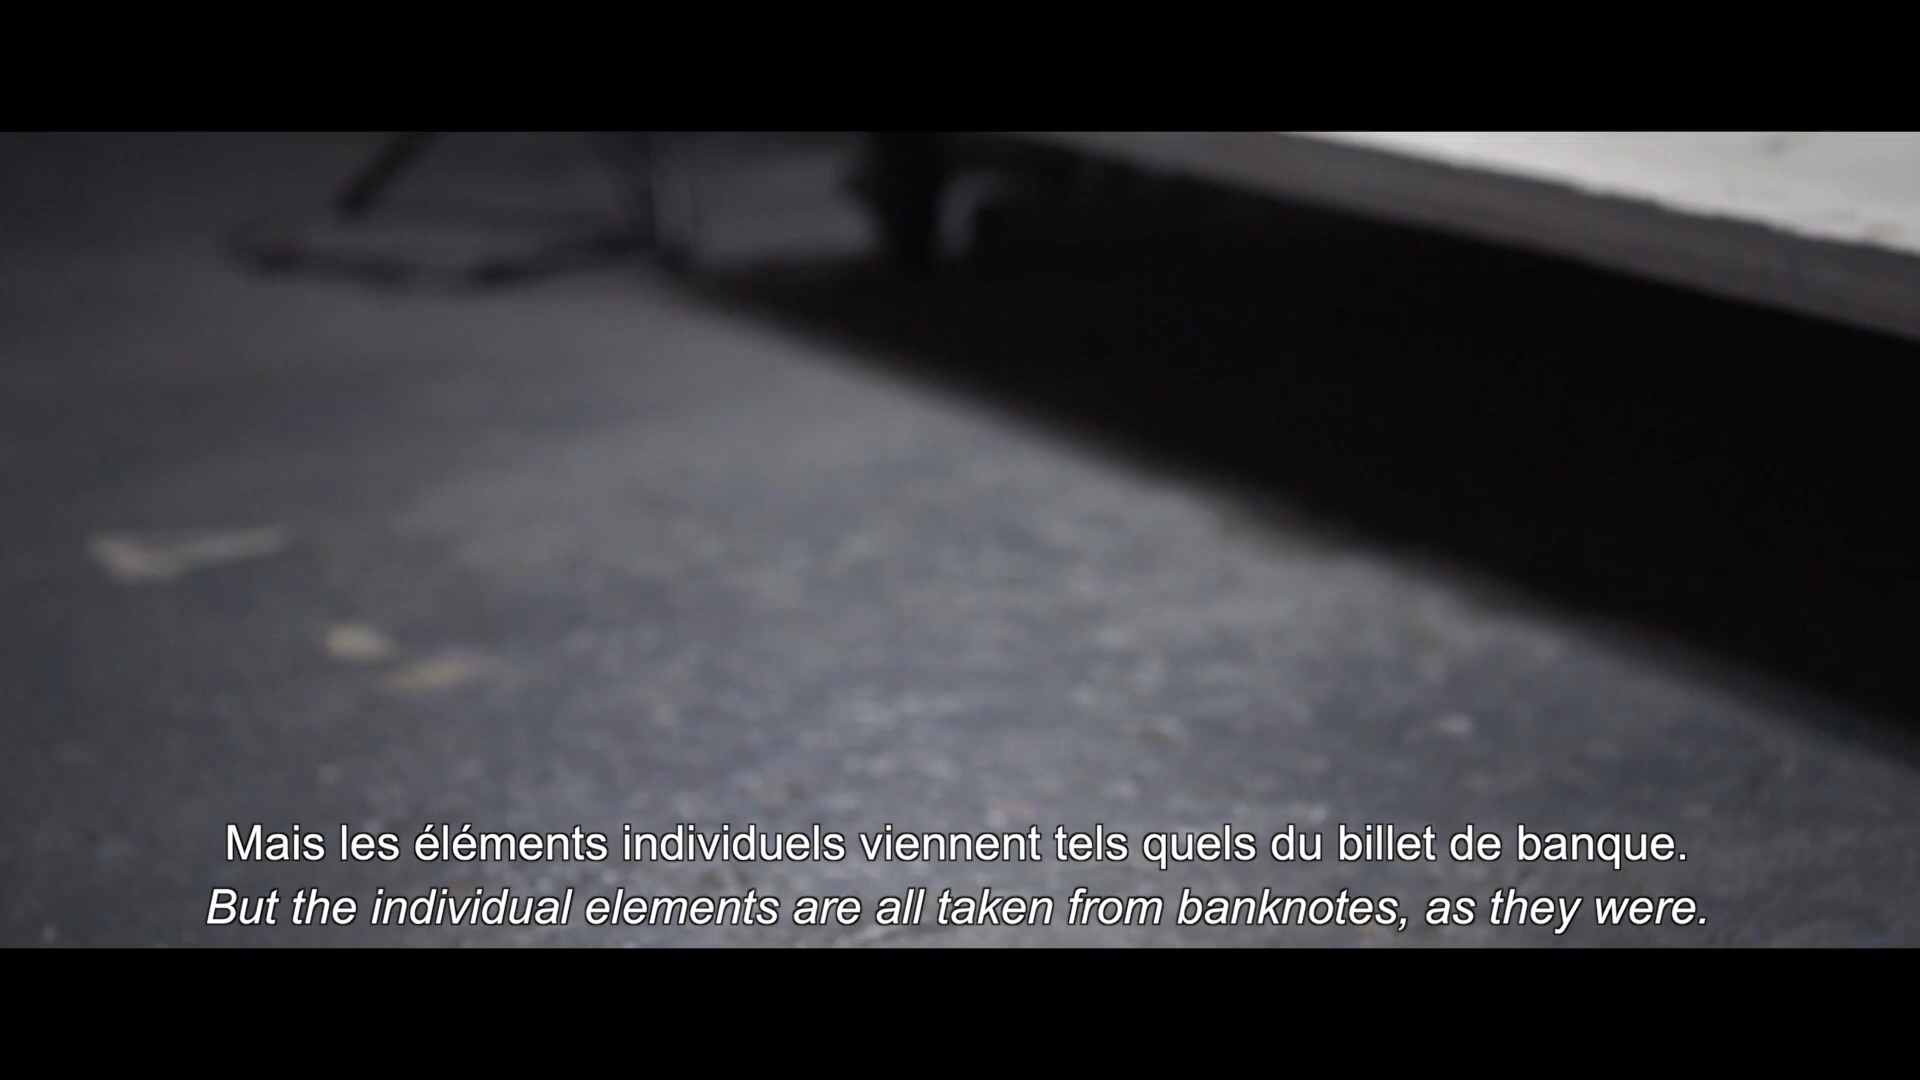 Mais les éléments individuels viennent tels quels du billet de banque.
But the individual elements are all taken from banknotes, as they were.